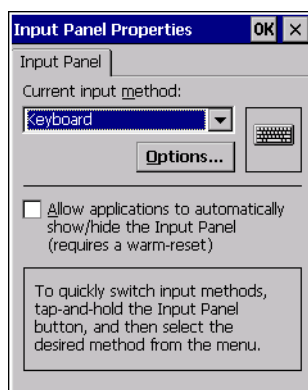 Input Panel Properties OK ×
Input Panel
Current input method:
Keyboard
Options...
Allow applications to automatically
show/hide the Input Panel
(requires a warm-reset)
To quickly switch input methods,
tap-and-hold the Input Panel
button, and then select the
desired method from the menu.